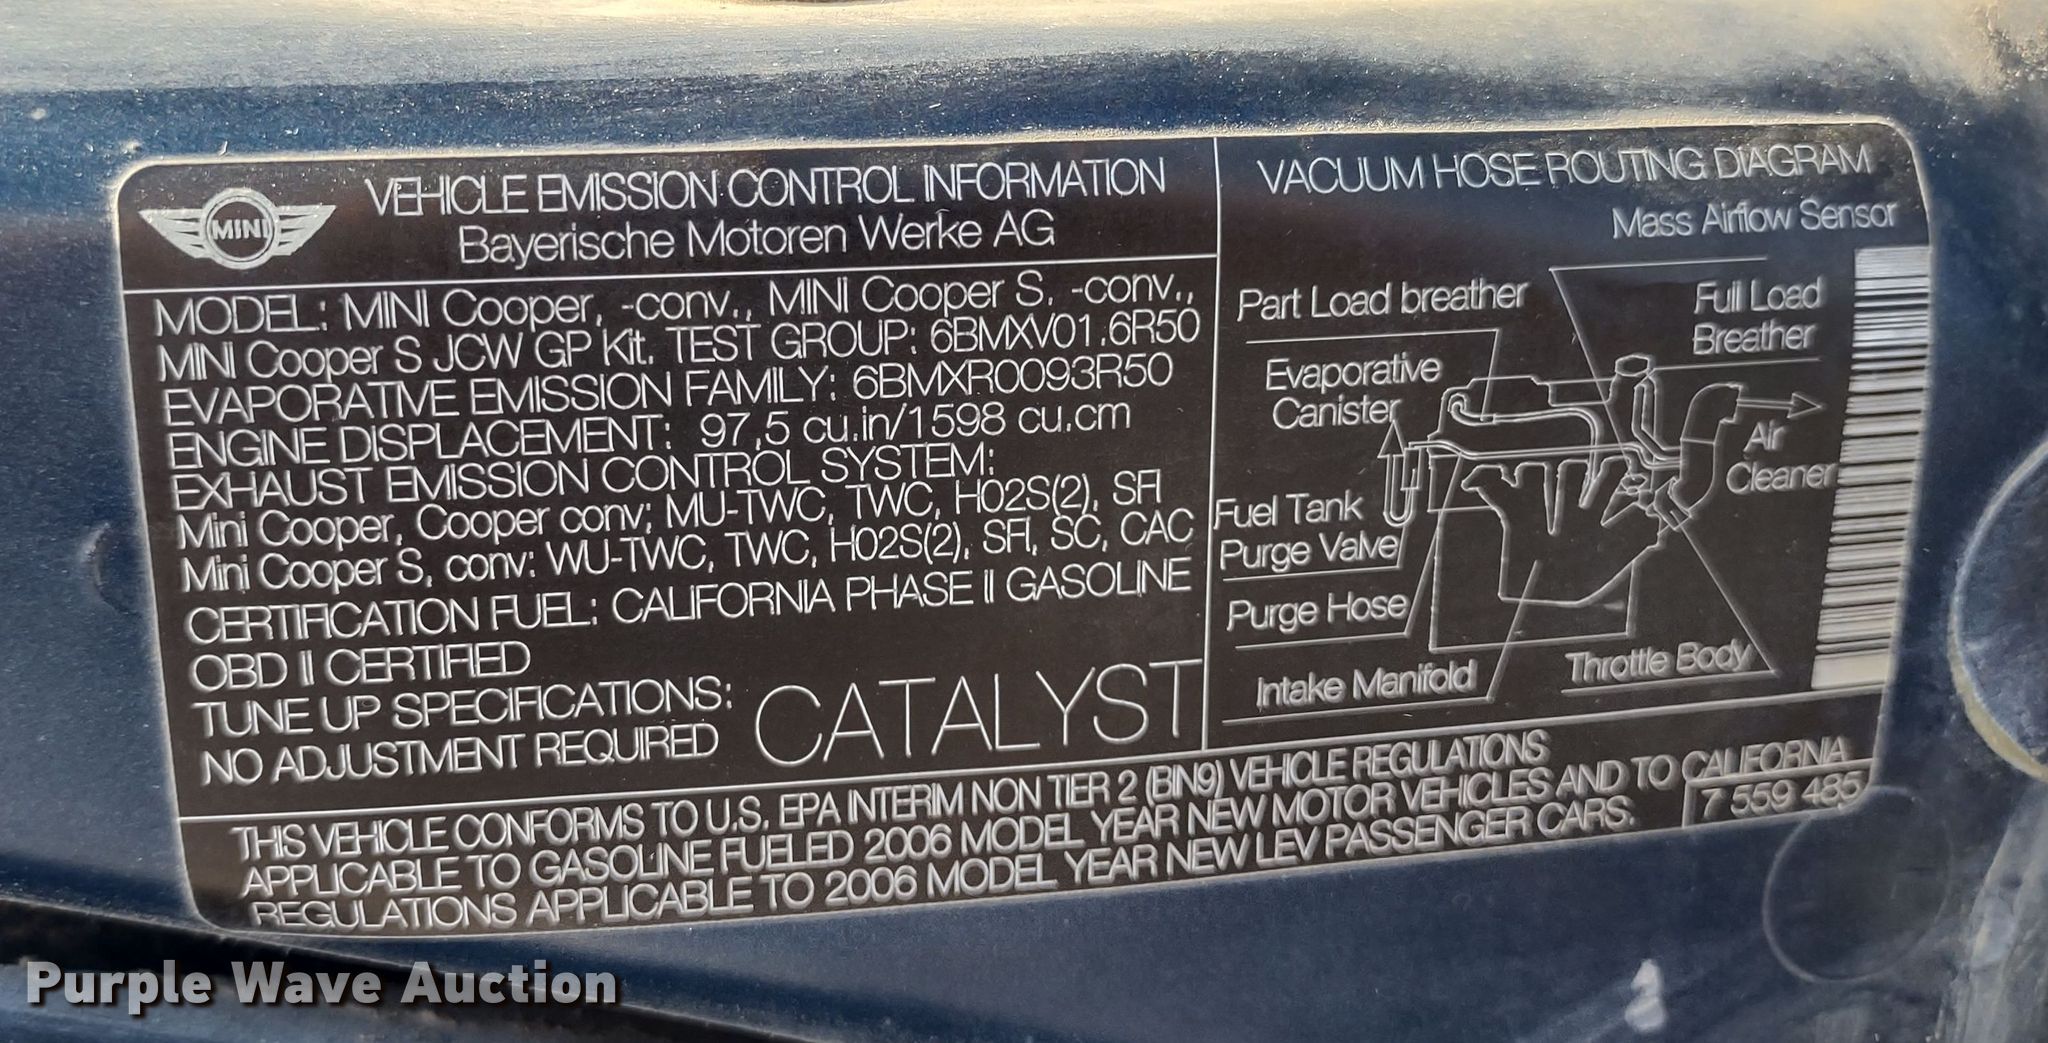 MINI
VEHICLE EMISSION CONTROL INFORMATION
Bayerische Motoren Werke AG
MODEL: MINI Cooper, -conv., MINI Cooper S, -conv.,
MINI Cooper S JCW GP Kit. TEST GROUP: 6BMXV01.6R50
EVAPORATIVE EMISSION FAMILY: 6BMXR0093R50
ENGINE DISPLACEMENT: 97,5 cu.in/1598 cu.cm
EXHAUST EMISSION CONTROL SYSTEM:
Mini Cooper, Cooper conv; MU-TWC, TWC, HO2S(2), SFI
Mini Cooper S, conv: WU-TWC, TWC, HO2S(2), SFI, SC, CAC
CERTIFICATION FUEL: CALIFORNIA PHASE II GASOLINE
OBD II CERTIFIED
TUNE UP SPECIFICATIONS:
NO ADJUSTMENT REQUIRED
CATALYST
VACUUM HOSE ROUTING DIAGRAM
Mass Airflow Sensor
Part Load breather
Full Load
Breather
Evaporative
Canister
Air
Cleaner
Fuel Tank
Purge Valve
Purge Hose
Intake Manifold
Throttle Body
THIS VEHICLE CONFORMS TO U.S. EPA INTERIM NON TIER 2 (BIN9) VEHICLE REGULATIONS
APPLICABLE TO GASOLINE FUELED 2006 MODEL YEAR NEW MOTOR VEHICLES AND TO CALIFORNIA
REGULATIONS APPLICABLE TO 2006 MODEL YEAR NEW LEV PASSENGER CARS.
7 559 485
Purple Wave Auction